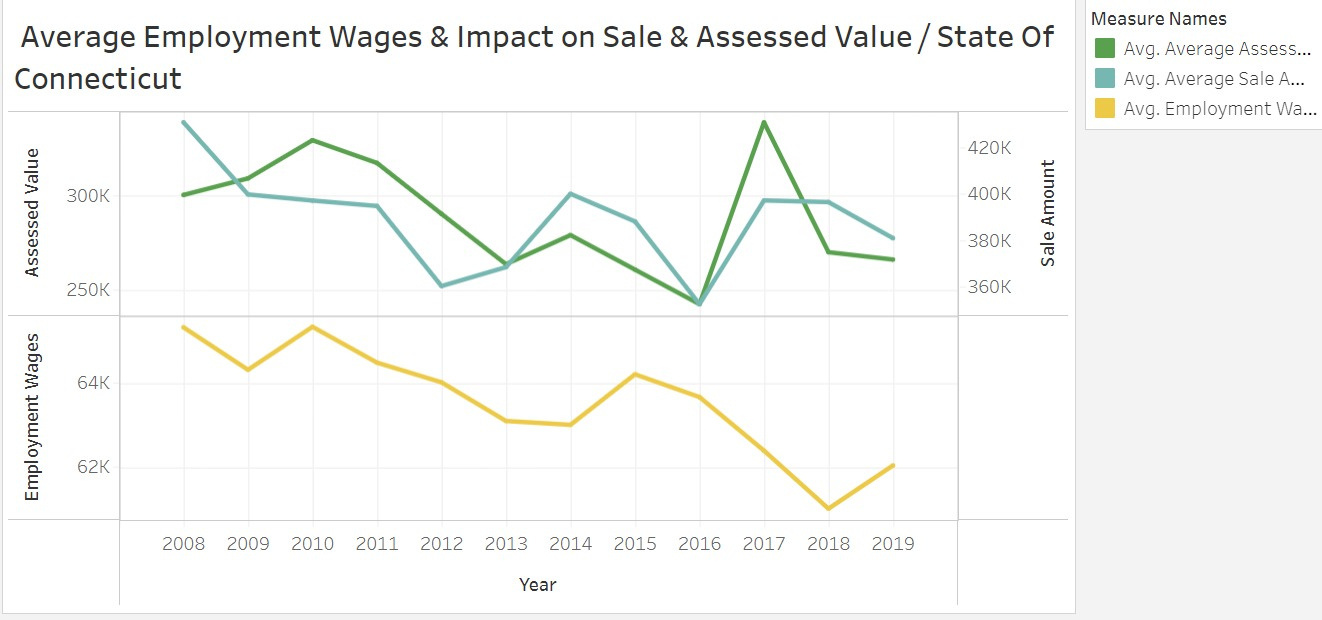 Average Employment Wages & Impact on Sale & Assessed Value / State Of
Connecticut
Measure Names
Avg. Average Assess...
Avg. Average Sale A...
Avg. Employment Wa...
Assessed Value
300K
250K
420K
400K
380K
360K
Sale Amount
Employment Wages
64K
62K
2008 2009 2010 2011 2012 2013 2014 2015 2016 2017 2018 2019
Year